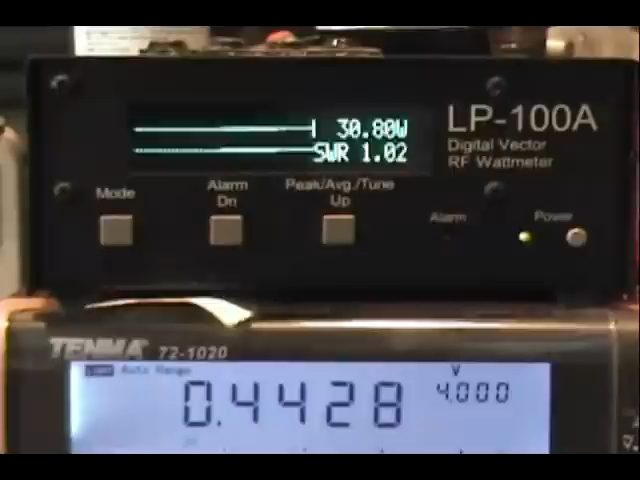 30.80W
SWR 1.02
LP-100A
Digital Vector
RF Wattmeter
Mode
Alarm
Dn
Peak/Avg./Tune
Up
Alarm
Power
TENMA 72-1020
Auto Range
V
0.4428
4.000